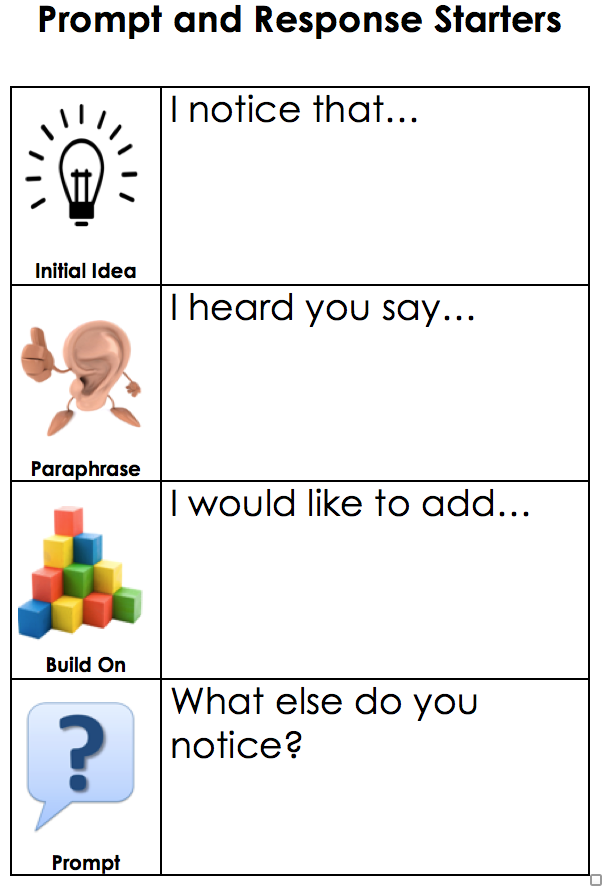 Prompt and Response Starters
I notice that…
Initial Idea
I heard you say…
Paraphrase
I would like to add…
Build On
What else do you
notice?
?
Prompt